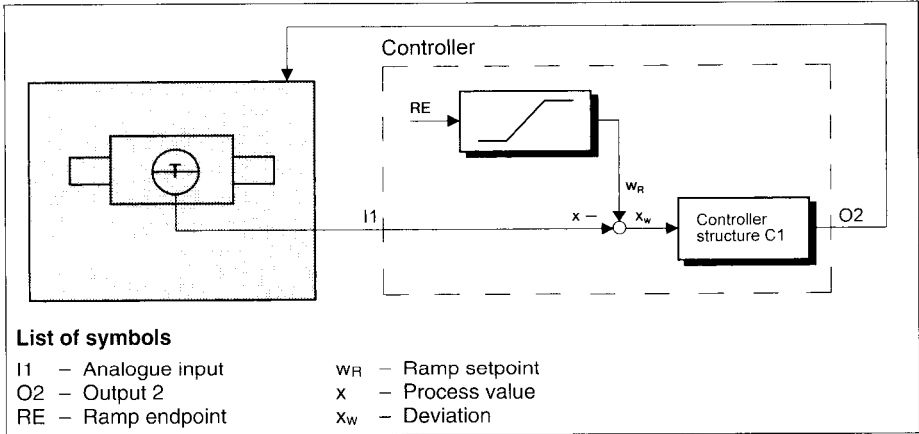 Controller
RE
T
wR
I1
x –
xw
Controller
structure C1
O2
List of symbols
I1 – Analogue input
O2 – Output 2
RE – Ramp endpoint
wR – Ramp setpoint
x – Process value
xw – Deviation